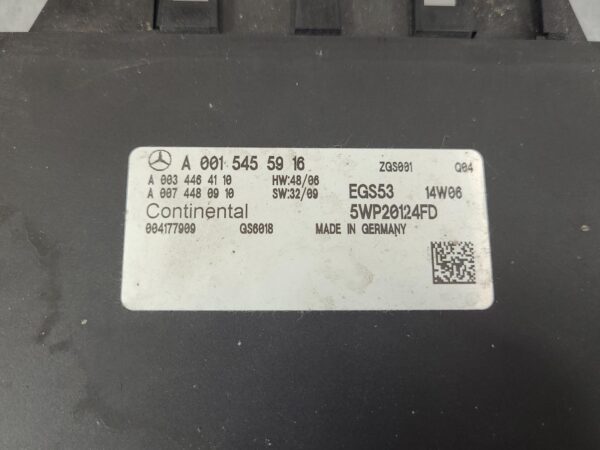 A 001 545 59 16 ZGS001 Q04
A 003 446 41 10 HW:48/06
A 007 448 09 10 SW:32/09 EGS53 14W06
Continental 5WP20124FD
004177909 GS6018 MADE IN GERMANY